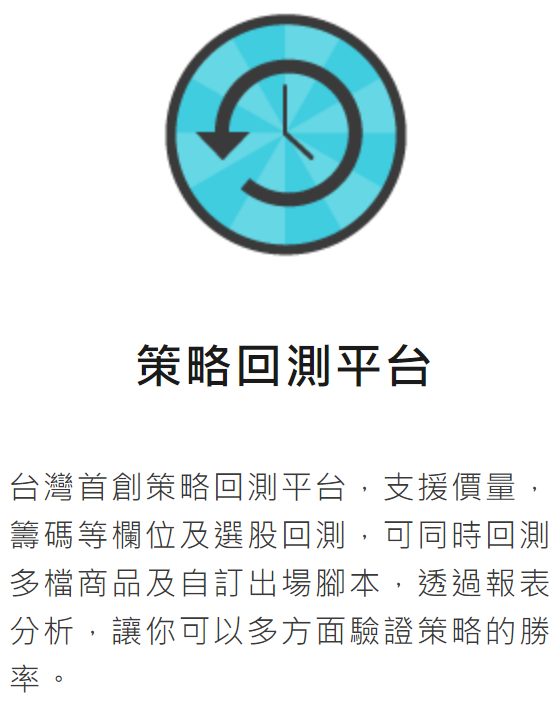 策略回測平台
台灣首創策略回測平台，支援價量，
籌碼等欄位及選股回測，可同時回測
多檔商品及自訂出場腳本，透過報表
分析，讓你可以多方面驗證策略的勝
率。